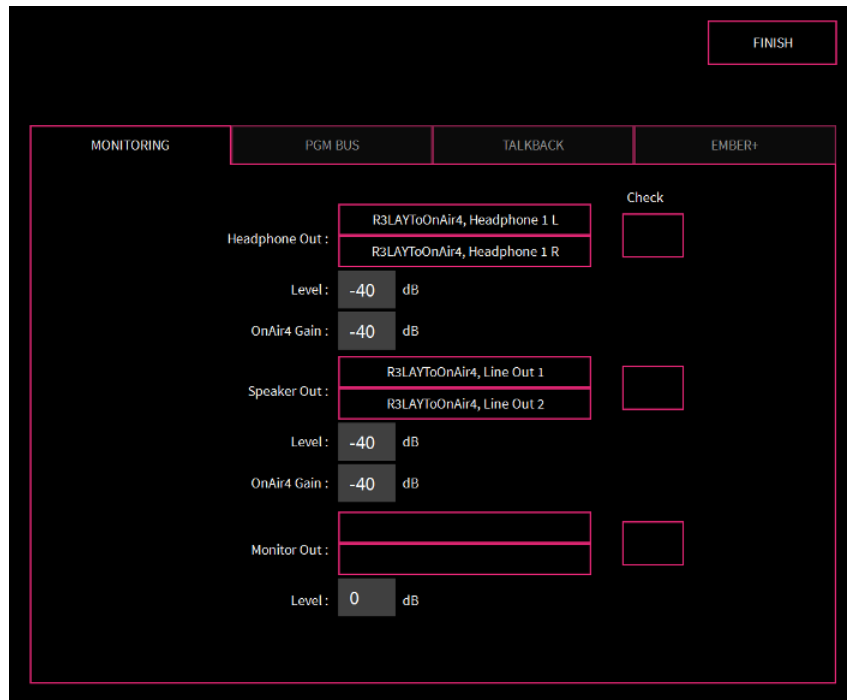 FINISH
MONITORING PGM BUS TALKBACK EMBER+
Check
R3LAYToOnAir4, Headphone 1 L
Headphone Out :
R3LAYToOnAir4, Headphone 1 R
Level : -40 dB
OnAir4 Gain : -40 dB
R3LAYToOnAir4, Line Out 1
Speaker Out :
R3LAYToOnAir4, Line Out 2
Level : -40 dB
OnAir4 Gain : -40 dB
Monitor Out :
Level : 0 dB